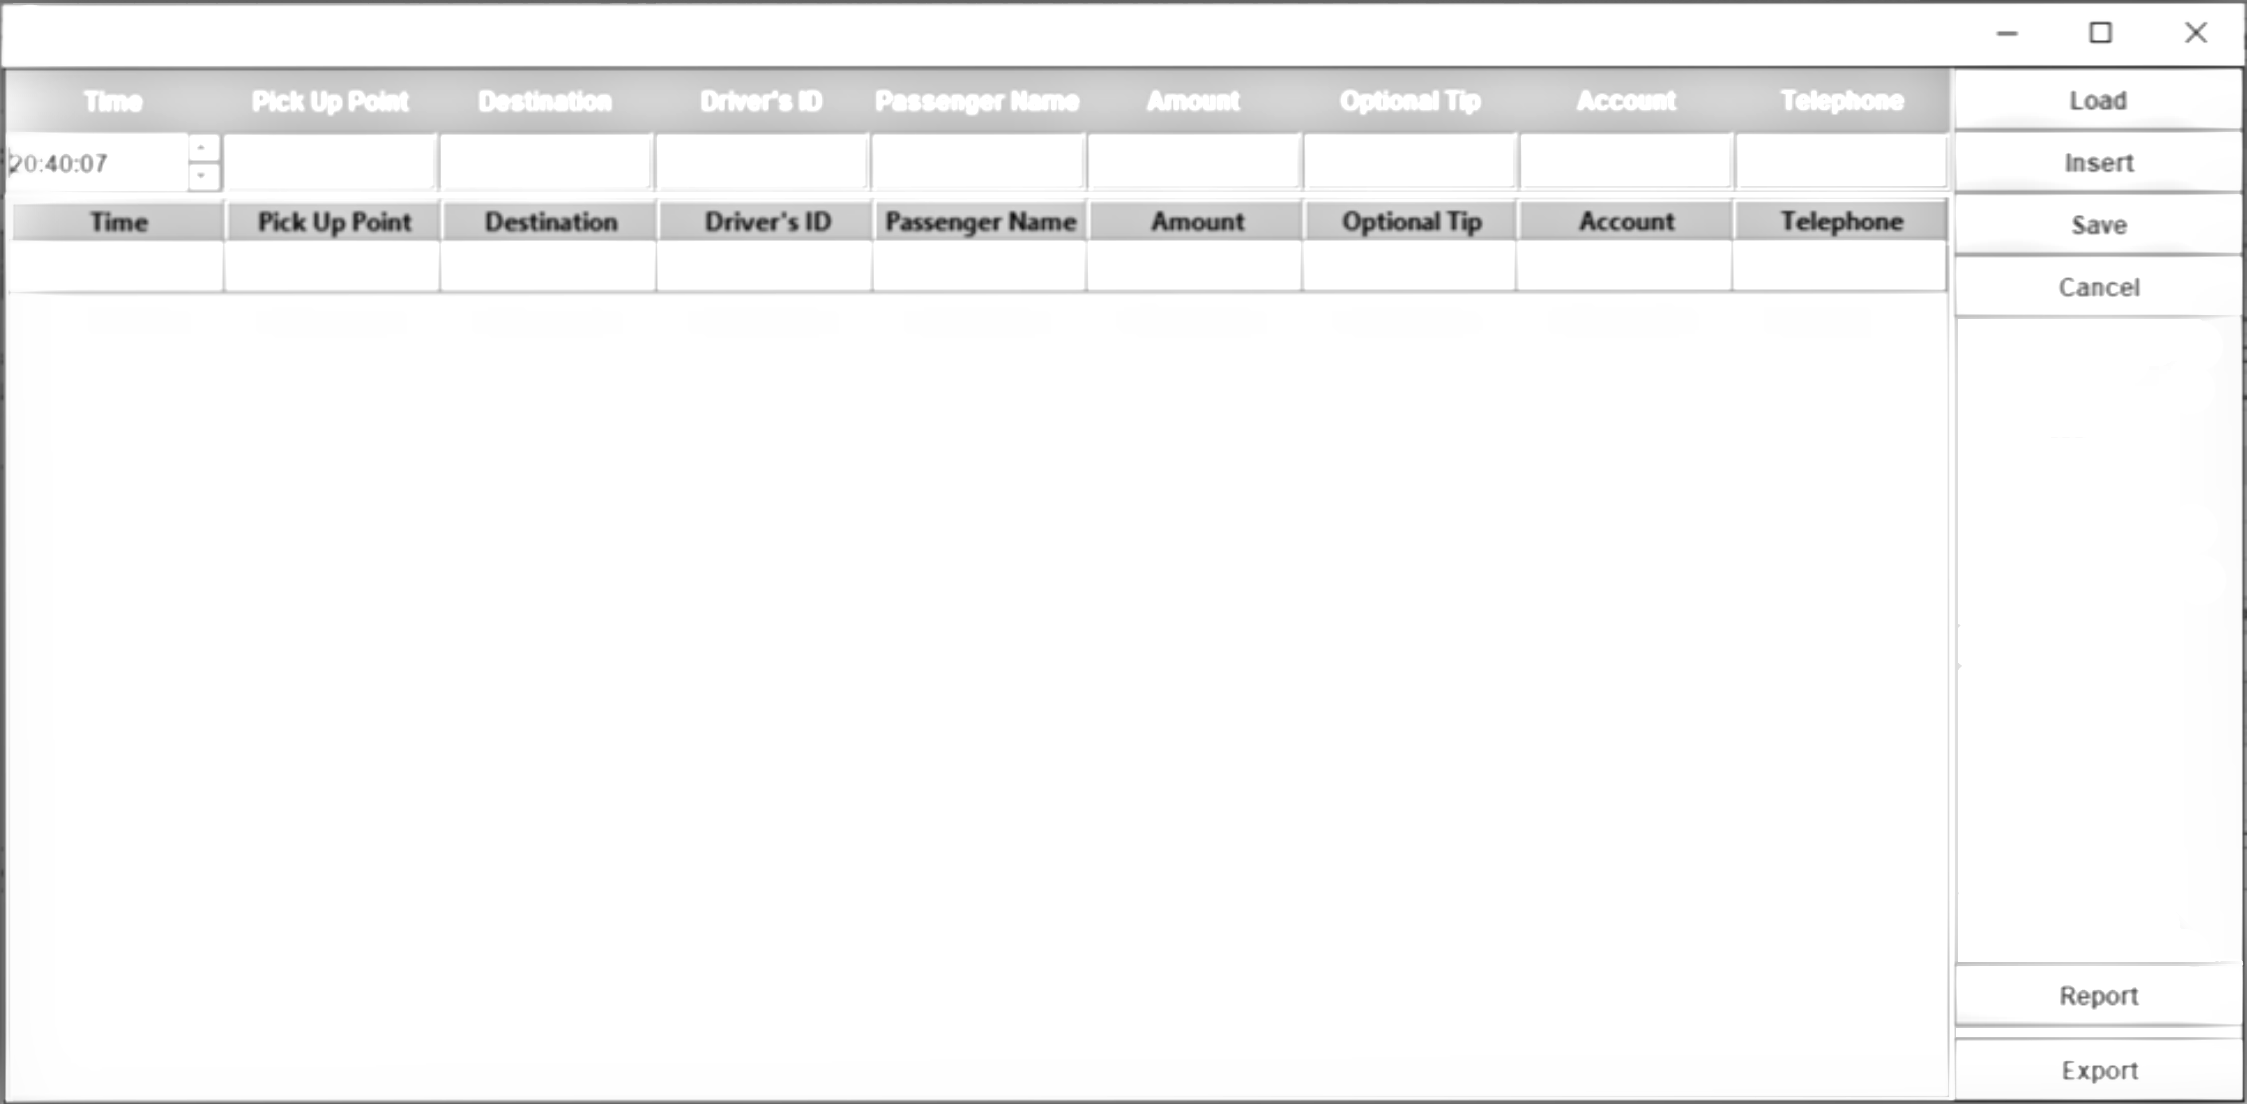 Time Pick Up Point Destination Driver's ID Passenger Name Amount Optional Tip Account Telephone Load
20:40:07 Insert
Time Pick Up Point Destination Driver's ID Passenger Name Amount Optional Tip Account Telephone Save
Cancel
Report
Export